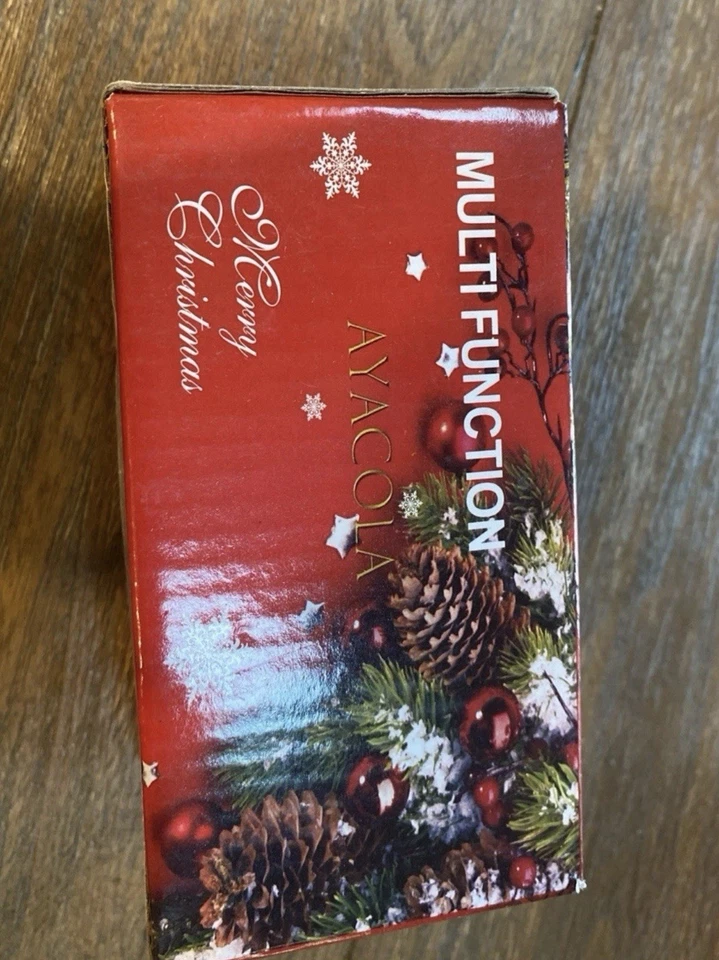 MULTI FUNCTION
AYACOLA
Merry
Christmas